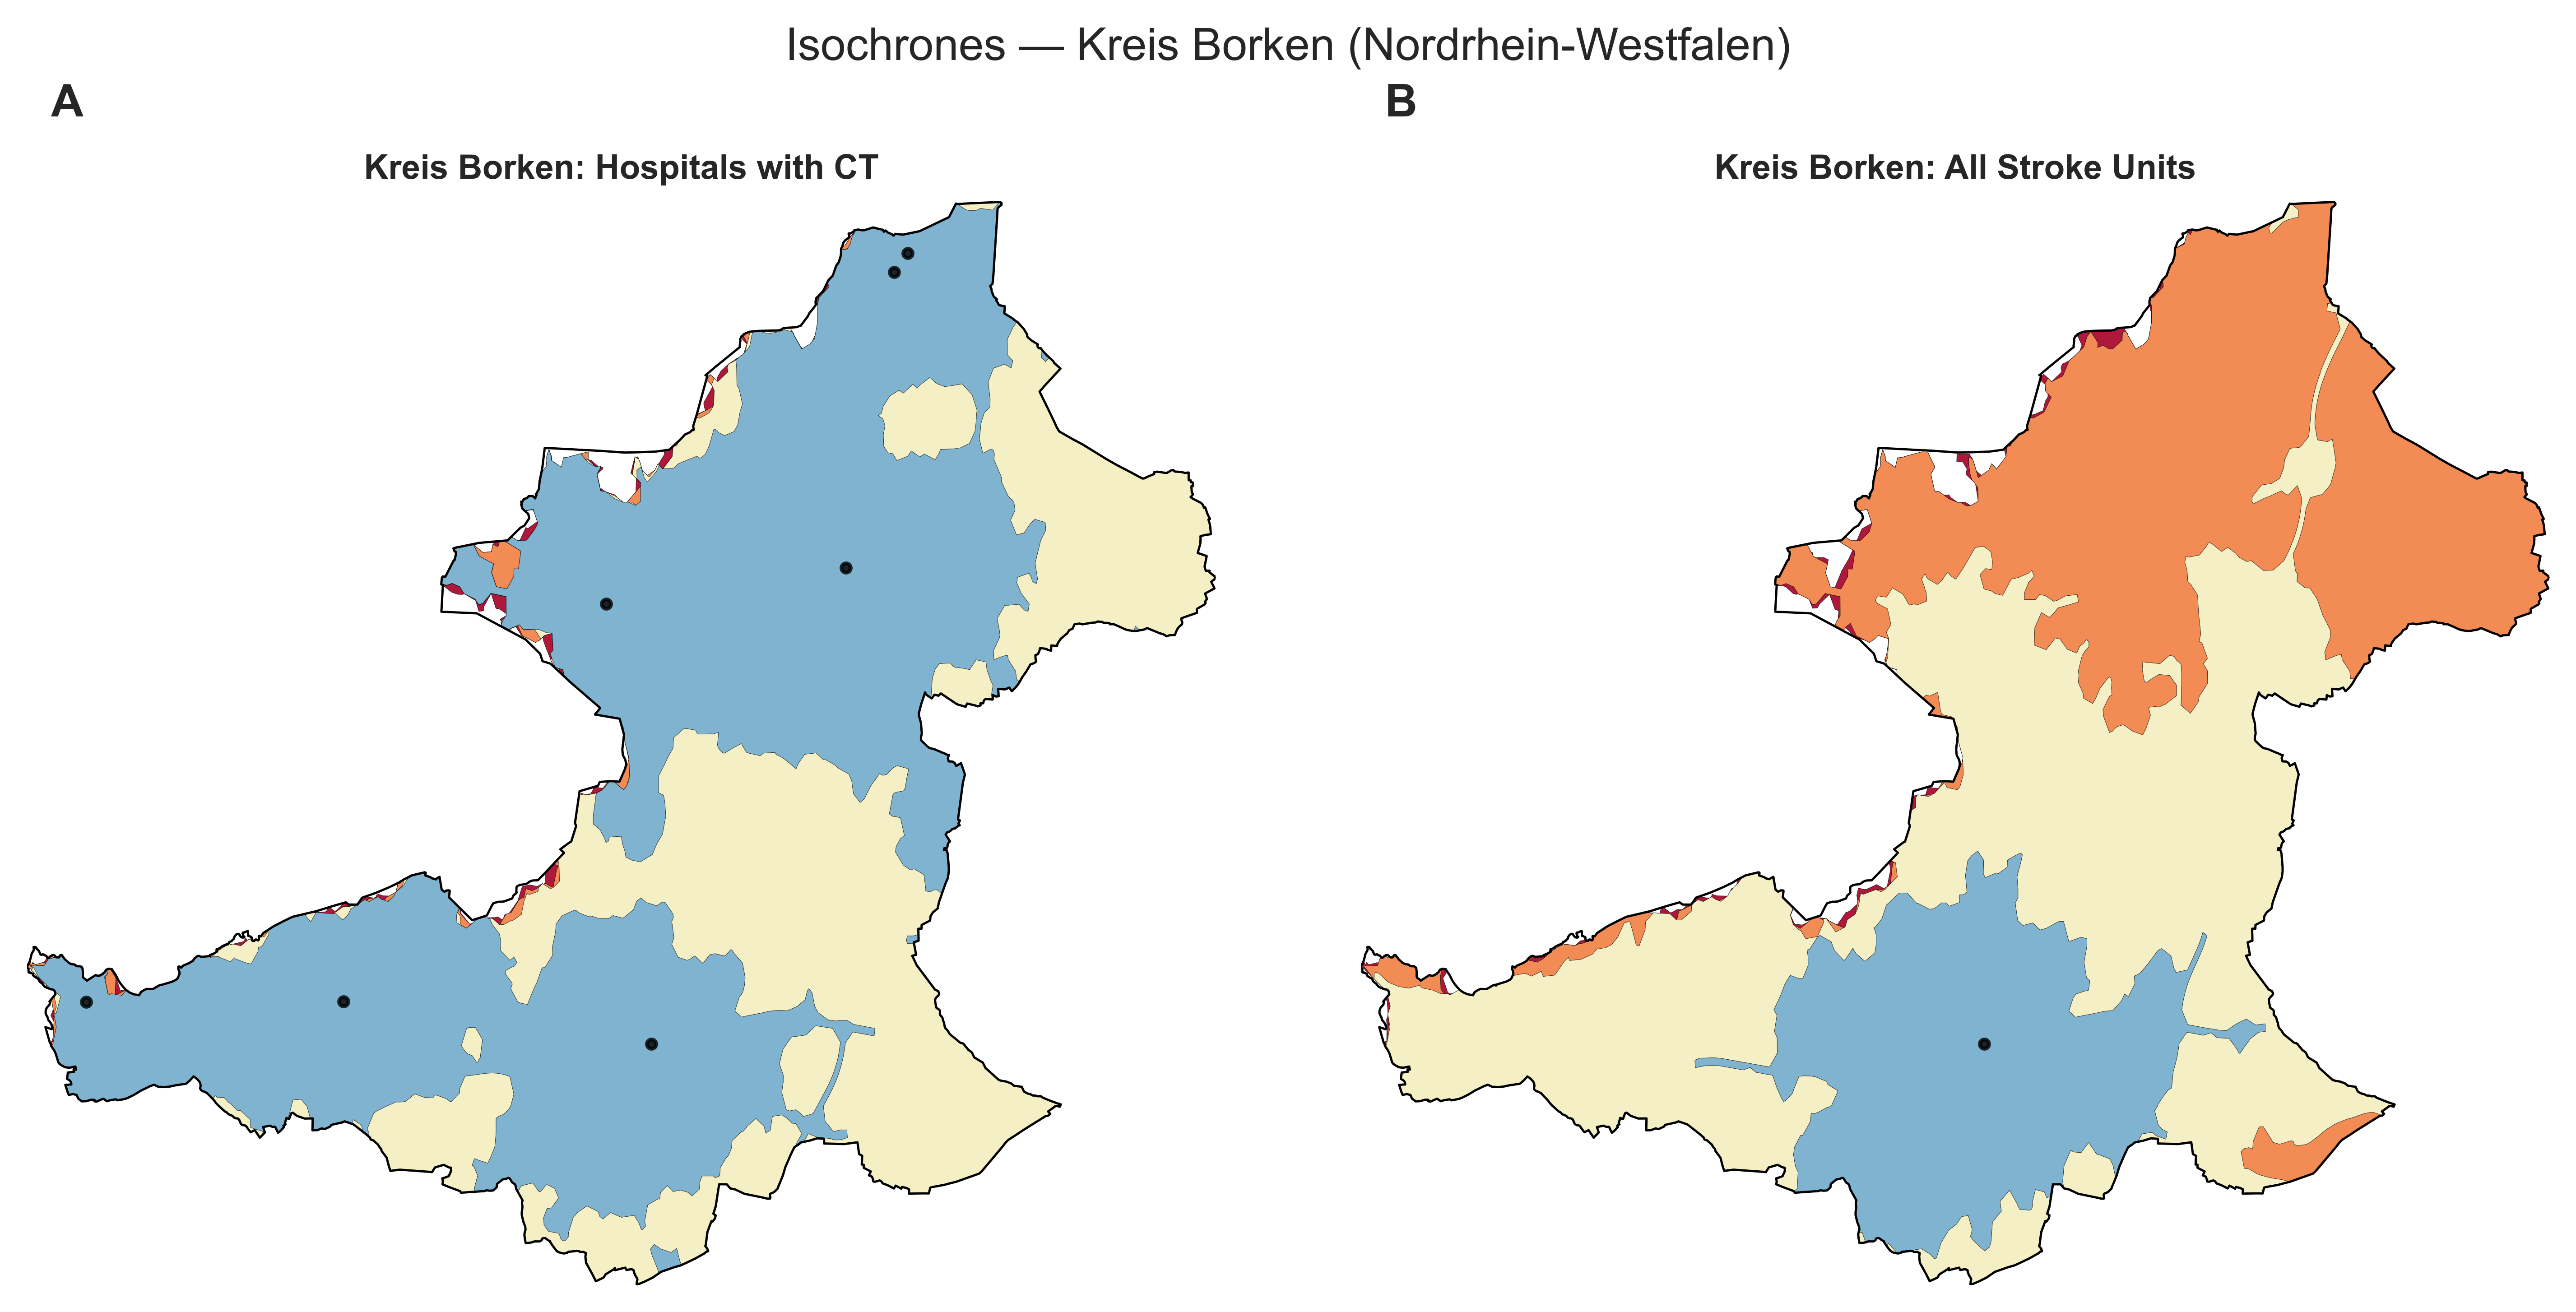 Isochrones — Kreis Borken (Nordrhein-Westfalen)
A
B
Kreis Borken: Hospitals with CT
Kreis Borken: All Stroke Units